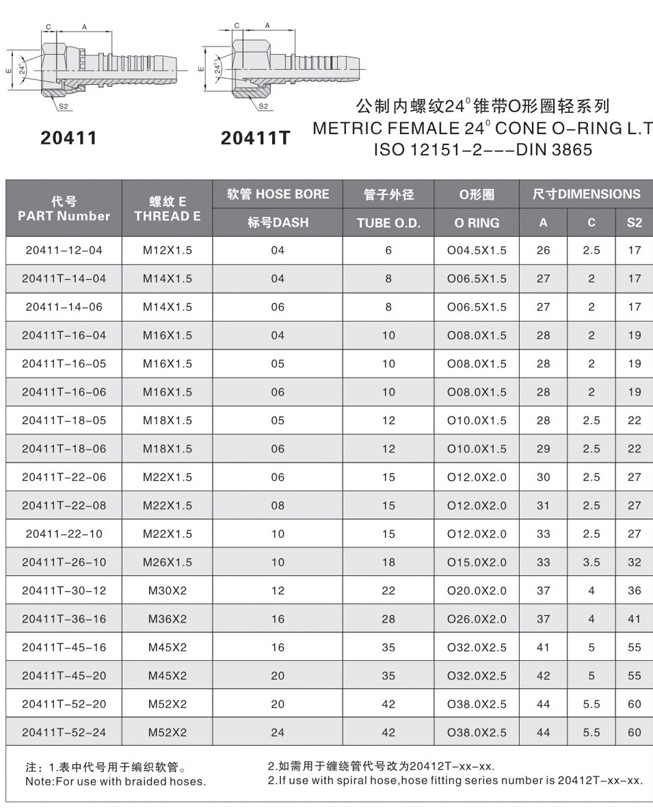 C A C A
E 24° E 24°
S2 S2
20411 20411T
公制内螺纹24⁰锥带O形圈轻系列
METRIC FEMALE 24⁰ CONE O-RING L.T
ISO 12151-2---DIN 3865
代号 螺纹 E 软管 HOSE BORE 管子外径 O形圈 尺寸DIMENSIONS
PART Number THREAD E 标号DASH TUBE O.D. O RING A C S2
20411-12-04 M12X1.5 04 6 O04.5X1.5 26 2.5 17
20411T-14-04 M14X1.5 04 8 O06.5X1.5 27 2 17
20411-14-06 M14X1.5 06 8 O06.5X1.5 27 2 17
20411T-16-04 M16X1.5 04 10 O08.0X1.5 28 2 19
20411T-16-05 M16X1.5 05 10 O08.0X1.5 28 2 19
20411T-16-06 M16X1.5 06 10 O08.0X1.5 28 2 19
20411T-18-05 M18X1.5 05 12 O10.0X1.5 28 2.5 22
20411T-18-06 M18X1.5 06 12 O10.0X1.5 29 2.5 22
20411T-22-06 M22X1.5 06 15 O12.0X2.0 30 2.5 27
20411T-22-08 M22X1.5 08 15 O12.0X2.0 31 2.5 27
20411-22-10 M22X1.5 10 15 O12.0X2.0 33 2.5 27
20411T-26-10 M26X1.5 10 18 O15.0X2.0 33 3.5 32
20411T-30-12 M30X2 12 22 O20.0X2.0 37 4 36
20411T-36-16 M36X2 16 28 O26.0X2.0 37 4 41
20411T-45-16 M45X2 16 35 O32.0X2.5 41 5 55
20411T-45-20 M45X2 20 35 O32.0X2.5 42 5 55
20411T-52-20 M52X2 20 42 O38.0X2.5 44 5.5 60
20411T-52-24 M52X2 24 42 O38.0X2.5 44 5.5 60
注：1.表中代号用于编织软管。 2.如需用于缠绕管代号改为20412T-xx-xx.
Note:For use with braided hoses. 2.If use with spiral hose,hose fitting series number is 20412T-xx-xx.